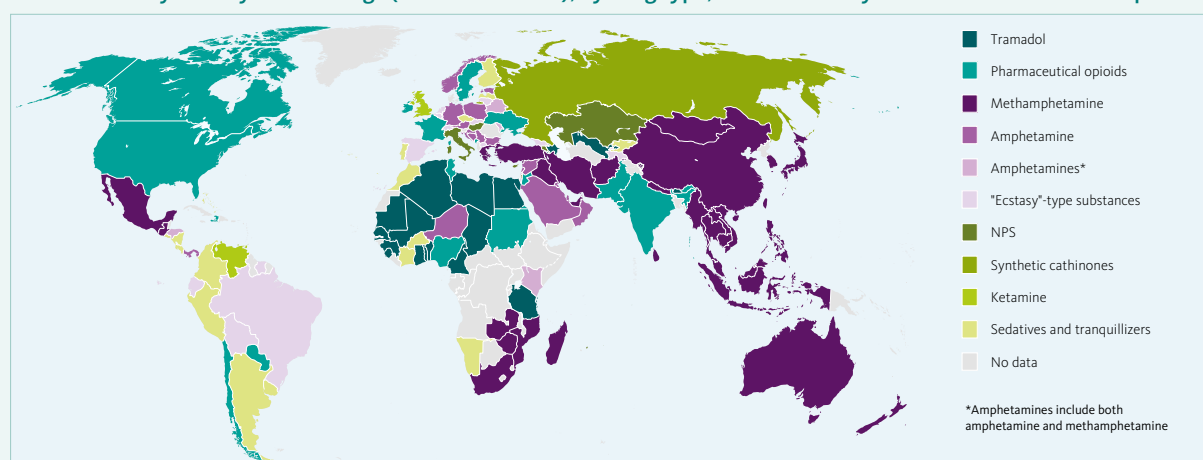 Tramadol
Pharmaceutical opioids
Methamphetamine
Amphetamine
Amphetamines*
"Ecstasy"-type substances
NPS
Synthetic cathinones
Ketamine
Sedatives and tranquillizers
No data
*Amphetamines include both
amphetamine and methamphetamine